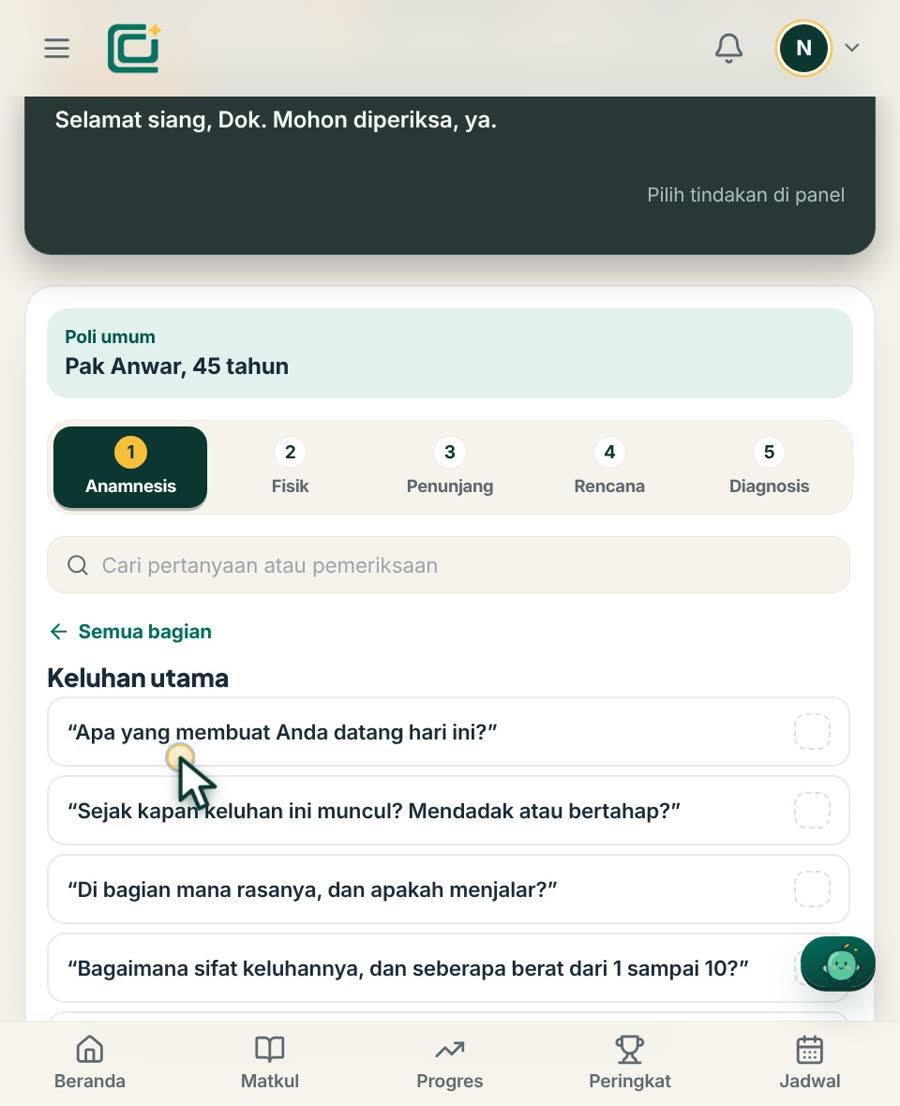 N
Selamat siang, Dok. Mohon diperiksa, ya.
Pilih tindakan di panel
Poli umum
Pak Anwar, 45 tahun
1
Anamnesis
2
Fisik
3
Penunjang
4
Rencana
5
Diagnosis
Cari pertanyaan atau pemeriksaan
← Semua bagian
Keluhan utama
“Apa yang membuat Anda datang hari ini?”
“Sejak kapan keluhan ini muncul? Mendadak atau bertahap?”
“Di bagian mana rasanya, dan apakah menjalar?”
“Bagaimana sifat keluhannya, dan seberapa berat dari 1 sampai 10?”
Beranda
Matkul
Progres
Peringkat
Jadwal